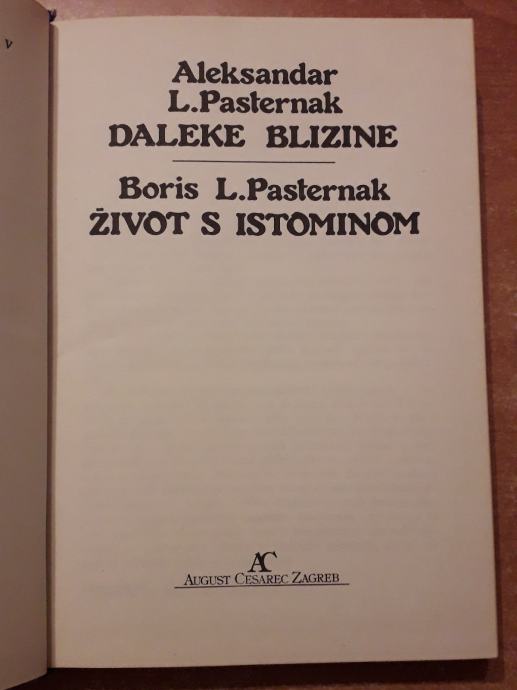 v
Aleksandar
L.Pasternak
DALEKE BLIZINE
Boris L.Pasternak
ŽIVOT S ISTOMINOM
AC
AUGUST CESAREC ZAGREB